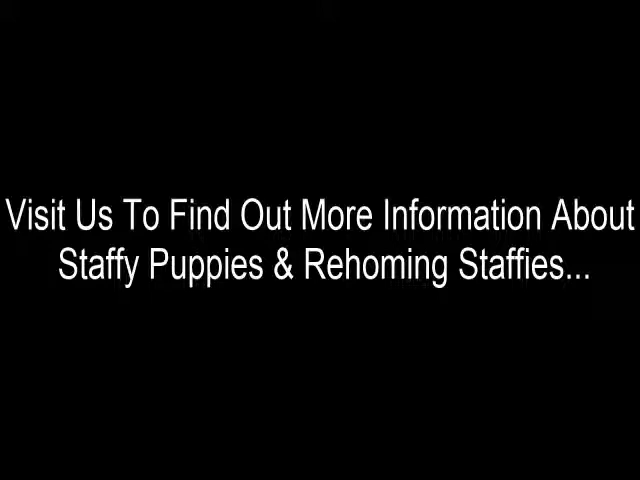 Visit Us To Find Out More Information About
Staffy Puppies & Rehoming Staffies...